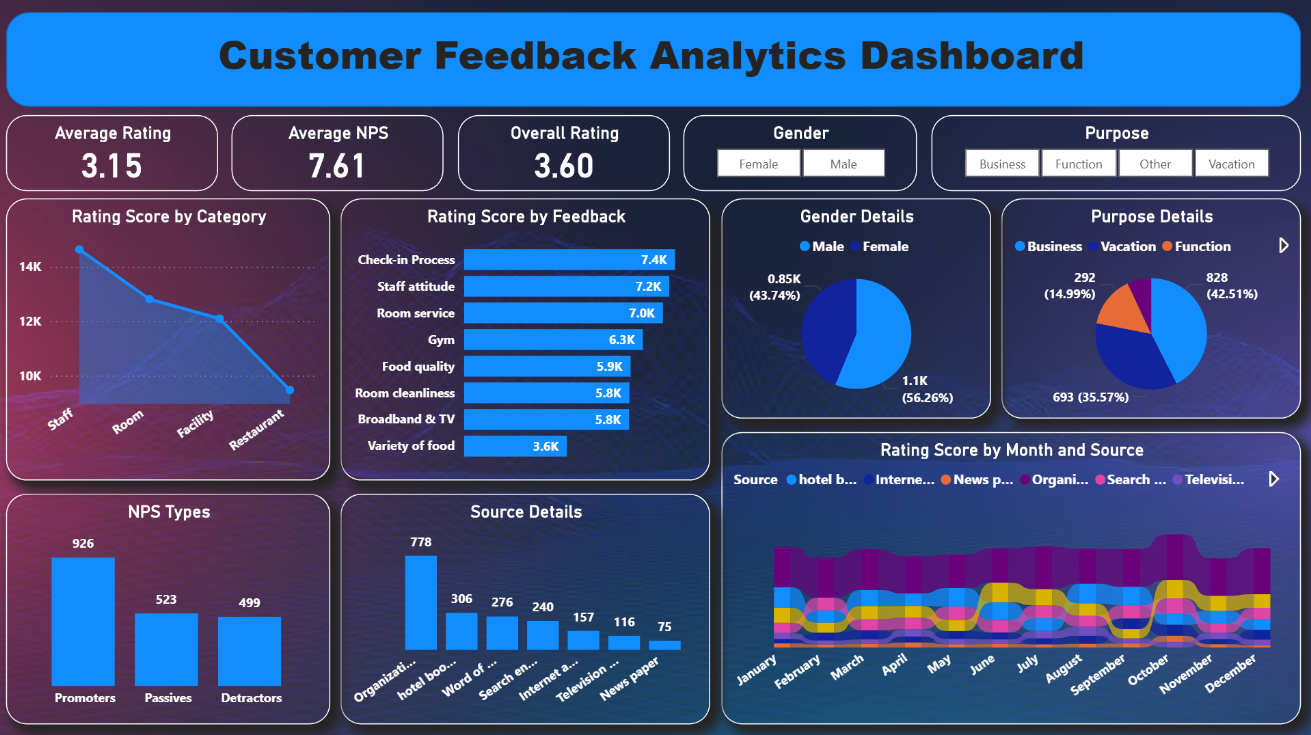 Customer Feedback Analytics Dashboard
Average Rating
3.15
Average NPS
7.61
Overall Rating
3.60
Gender
Female Male
Purpose
Business Function Other Vacation
Rating Score by Category
14K
12K
10K
Staff Room Facility Restaurant
Rating Score by Feedback
Check-in Process 7.4K
Staff attitude 7.2K
Room service 7.0K
Gym 6.3K
Food quality 5.9K
Room cleanliness 5.8K
Broadband & TV 5.8K
Variety of food 3.6K
Gender Details
Male Female
0.85K
(43.74%)
1.1K
(56.26%)
Purpose Details
Business Vacation Function
292
(14.99%)
828
(42.51%)
693 (35.57%)
NPS Types
926
523
499
Promoters Passives Detractors
Source Details
778
306
276
240
157
116
75
Organizati... hotel boo... Word of ... Search en... Internet a... Television ... News paper
Rating Score by Month and Source
Source hotel b... Interne... News p... Organi... Search ... Televisi...
January February March April May June July August September October November December